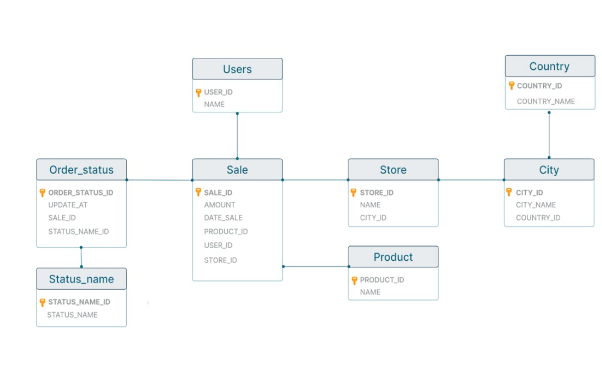 Users
USER_ID
NAME
Country
COUNTRY_ID
COUNTRY_NAME
Order_status
ORDER_STATUS_ID
UPDATE_AT
SALE_ID
STATUS_NAME_ID
Sale
SALE_ID
AMOUNT
DATE_SALE
PRODUCT_ID
USER_ID
STORE_ID
Store
STORE_ID
NAME
CITY_ID
City
CITY_ID
CITY_NAME
COUNTRY_ID
Product
PRODUCT_ID
NAME
Status_name
STATUS_NAME_ID
STATUS_NAME